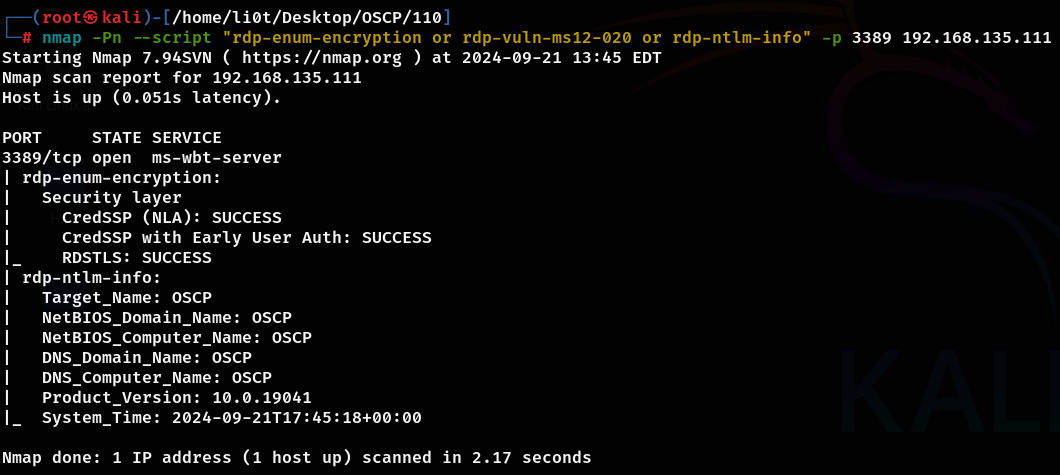 ┌──(root㉿kali)-[/home/li0t/Desktop/OSCP/110]
└─# nmap -Pn --script "rdp-enum-encryption or rdp-vuln-ms12-020 or rdp-ntlm-info" -p 3389 192.168.135.111
Starting Nmap 7.94SVN ( https://nmap.org ) at 2024-09-21 13:45 EDT
Nmap scan report for 192.168.135.111
Host is up (0.051s latency).

PORT     STATE SERVICE
3389/tcp open  ms-wbt-server
| rdp-enum-encryption:
|   Security layer
|     CredSSP (NLA): SUCCESS
|     CredSSP with Early User Auth: SUCCESS
|_    RDSTLS: SUCCESS
| rdp-ntlm-info:
|   Target_Name: OSCP
|   NetBIOS_Domain_Name: OSCP
|   NetBIOS_Computer_Name: OSCP
|   DNS_Domain_Name: OSCP
|   DNS_Computer_Name: OSCP
|   Product_Version: 10.0.19041
|_  System_Time: 2024-09-21T17:45:18+00:00

Nmap done: 1 IP address (1 host up) scanned in 2.17 seconds
KALI